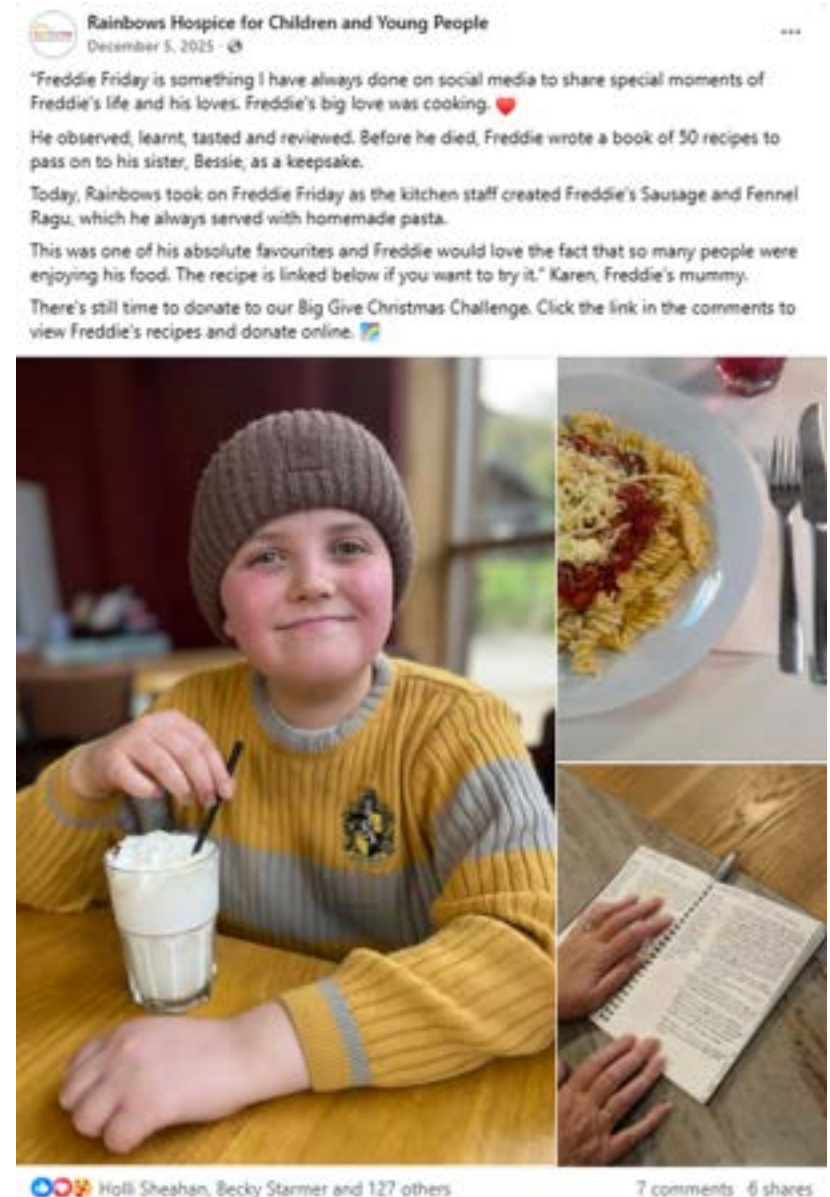 Rainbows Hospice for Children and Young People
December 5, 2025
"Freddie Friday is something I have always done on social media to share special moments of
Freddie's life and his loves. Freddie's big love was cooking. ❤️
He observed, learnt, tasted and reviewed. Before he died, Freddie wrote a book of 50 recipes to
pass on to his sister, Bessie, as a keepsake.
Today, Rainbows took on Freddie Friday as the kitchen staff created Freddie's Sausage and Fennel
Ragu, which he always served with homemade pasta.
This was one of his absolute favourites and Freddie would love the fact that so many people were
enjoying his food. The recipe is linked below if you want to try it." Karen, Freddie's mummy.
There's still time to donate to our Big Give Christmas Challenge. Click the link in the comments to
view Freddie's recipes and donate online.
Holli Sheahan, Becky Starmer and 127 others
7 comments 6 shares